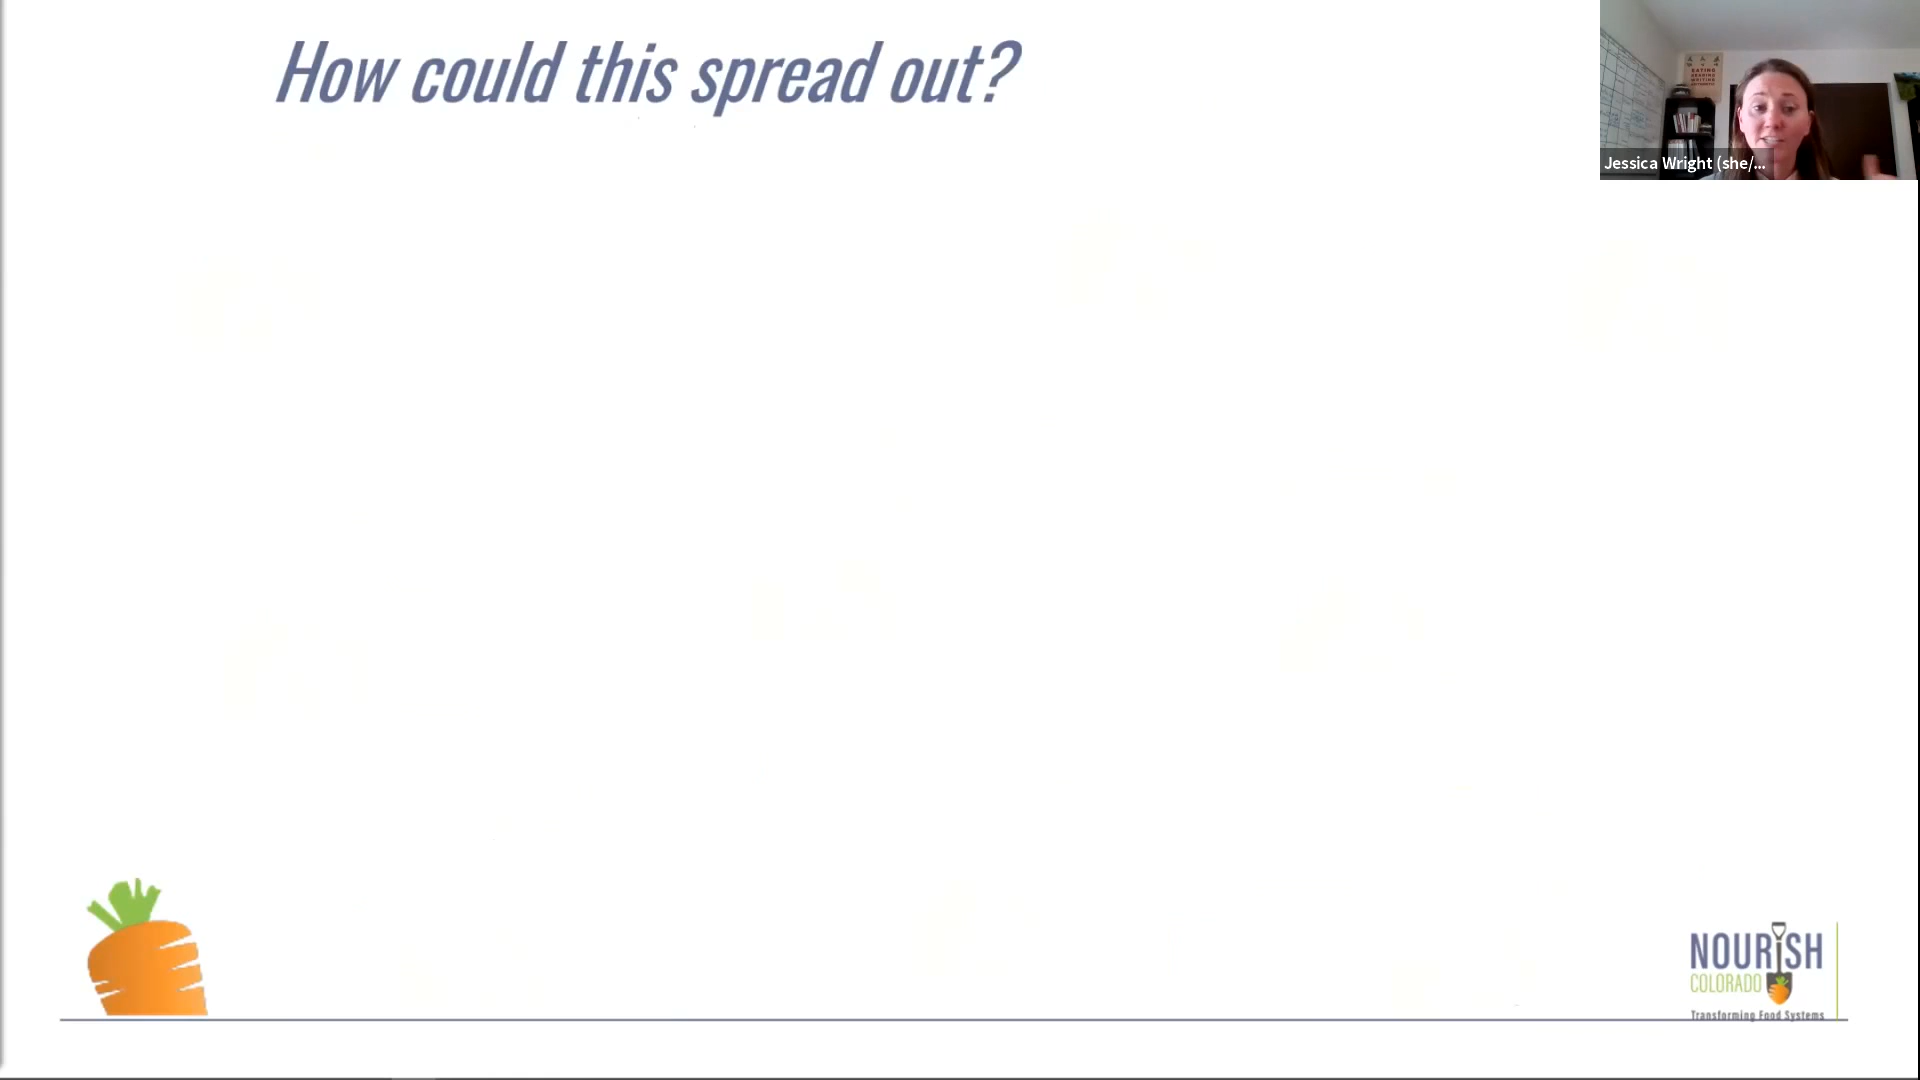 How could this spread out?
Jessica Wright (she/...
NOURISH
COLORADO
Transforming Food Systems